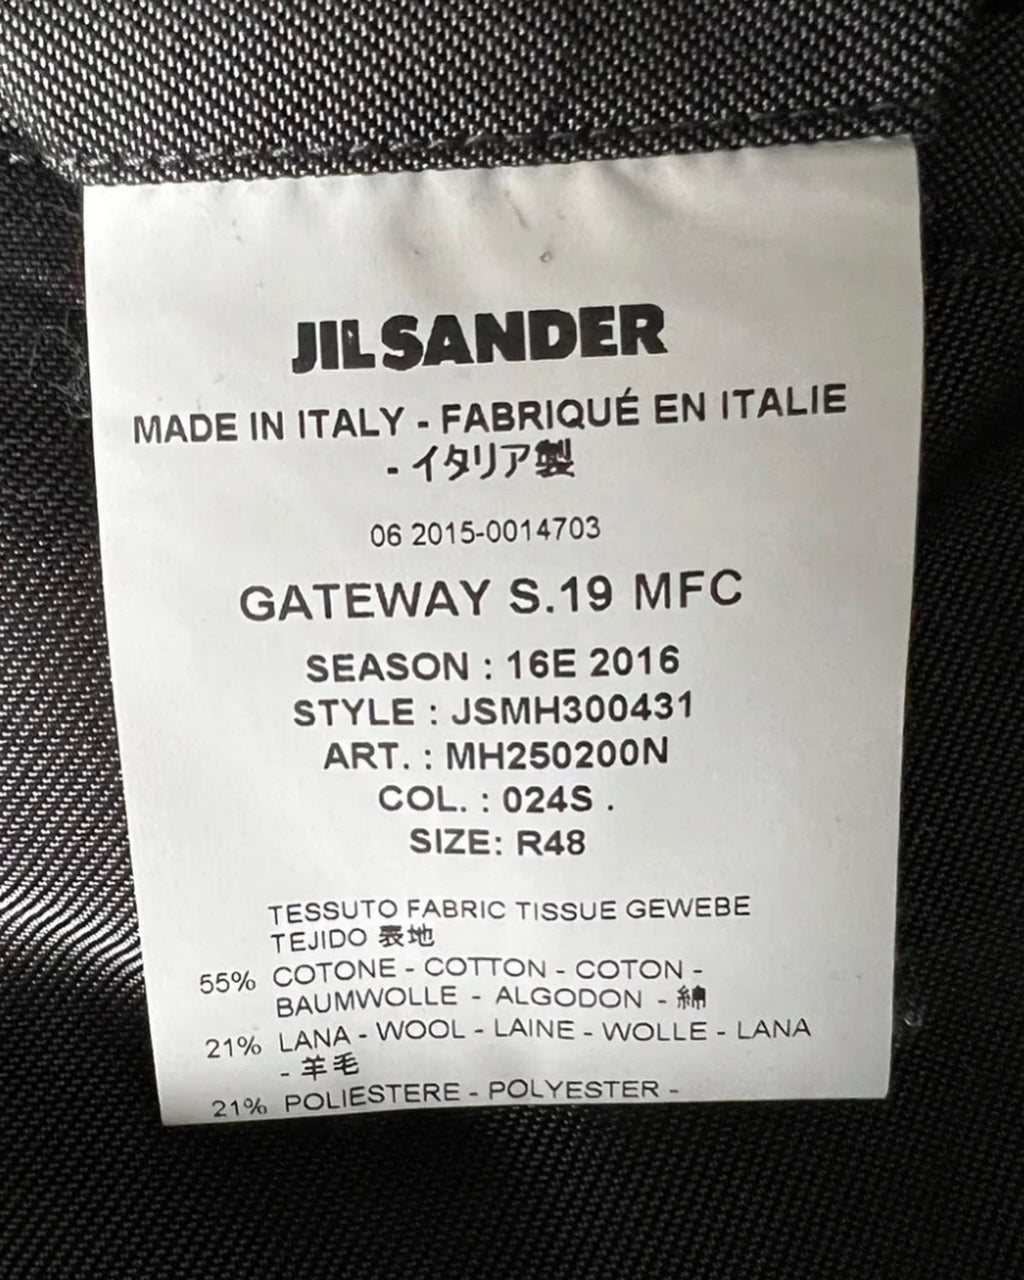 JIL SANDER
MADE IN ITALY - FABRIQUÉ EN ITALIE
- イタリア製
06 2015-0014703
GATEWAY S.19 MFC
SEASON : 16E 2016
STYLE : JSMH300431
ART. : MH250200N
COL. : 024S .
SIZE: R48
TESSUTO FABRIC TISSUE GEWEBE
TEJIDO 表地
55% COTONE - COTTON - COTON -
BAUMWOLLE - ALGODON - 綿
21% LANA - WOOL - LAINE - WOLLE - LANA
- 羊毛
21% POLIESTERE - POLYESTER -